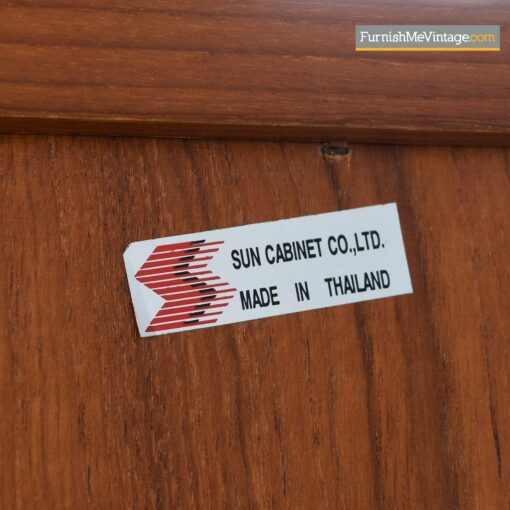 FurnishMeVintage.com
SUN CABINET CO.,LTD.
MADE IN THAILAND